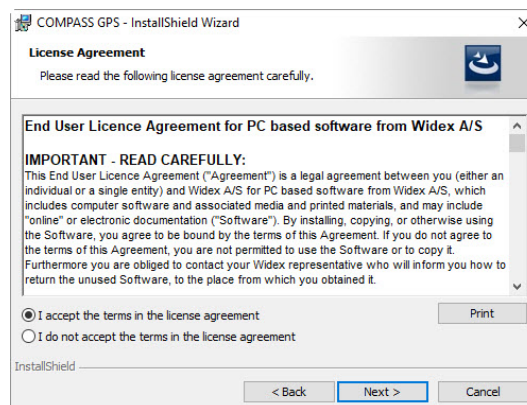 COMPASS GPS - InstallShield Wizard
License Agreement
Please read the following license agreement carefully.
End User Licence Agreement for PC based software from Widex A/S
IMPORTANT - READ CAREFULLY:
This End User Licence Agreement ("Agreement") is a legal agreement between you (either an
individual or a single entity) and Widex A/S for PC based software from Widex A/S, which
includes computer software and associated media and printed materials, and may include
"online" or electronic documentation ("Software"). By installing, copying, or otherwise using
the Software, you agree to be bound by the terms of this Agreement. If you do not agree to
the terms of this Agreement, you are not permitted to use the Software or to copy it.
Furthermore you are obliged to contact your Widex representative who will inform you how to
return the unused Software, to the place from which you obtained it.
I accept the terms in the license agreement
Print
I do not accept the terms in the license agreement
InstallShield
< Back
Next >
Cancel